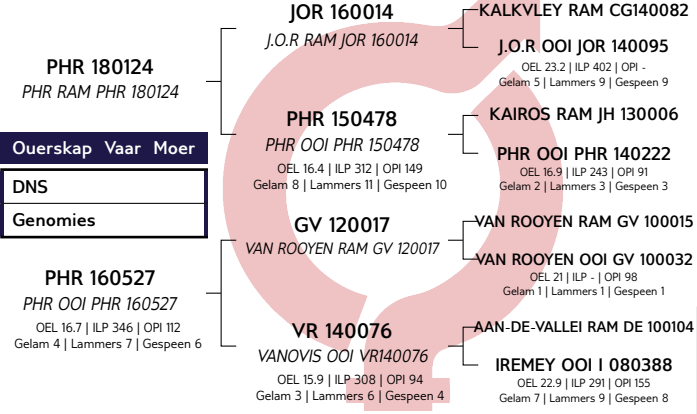 PHR 180124
PHR RAM PHR 180124
Ouerskap Vaar Moer
DNS
Genomies
PHR 160527
PHR OOI PHR 160527
OEL 16.7 | ILP 346 | OPI 112
Gelam 4 | Lammers 7 | Gespeen 6
JOR 160014
J.O.R RAM JOR 160014
PHR 150478
PHR OOI PHR 150478
OEL 16.4 | ILP 312 | OPI 149
Gelam 8 | Lammers 11 | Gespeen 10
GV 120017
VAN ROOYEN RAM GV 120017
VR 140076
VANOVIS OOI VR140076
OEL 15.9 | ILP 308 | OPI 94
Gelam 3 | Lammers 6 | Gespeen 4
KALKVLEY RAM CG140082
J.O.R OOI JOR 140095
OEL 23.2 | ILP 402 | OPI -
Gelam 5 | Lammers 9 | Gespeen 9
KAIROS RAM JH 130006
PHR OOI PHR 140222
OEL 16.9 | ILP 243 | OPI 91
Gelam 2 | Lammers 3 | Gespeen 3
VAN ROOYEN RAM GV 100015
VAN ROOYEN OOI GV 100032
OEL 21 | ILP - | OPI 98
Gelam 1 | Lammers 1 | Gespeen 1
AAN-DE-VALLEI RAM DE 100104
IREMEY OOI I 080388
OEL 22.9 | ILP 291 | OPI 155
Gelam 7 | Lammers 9 | Gespeen 8